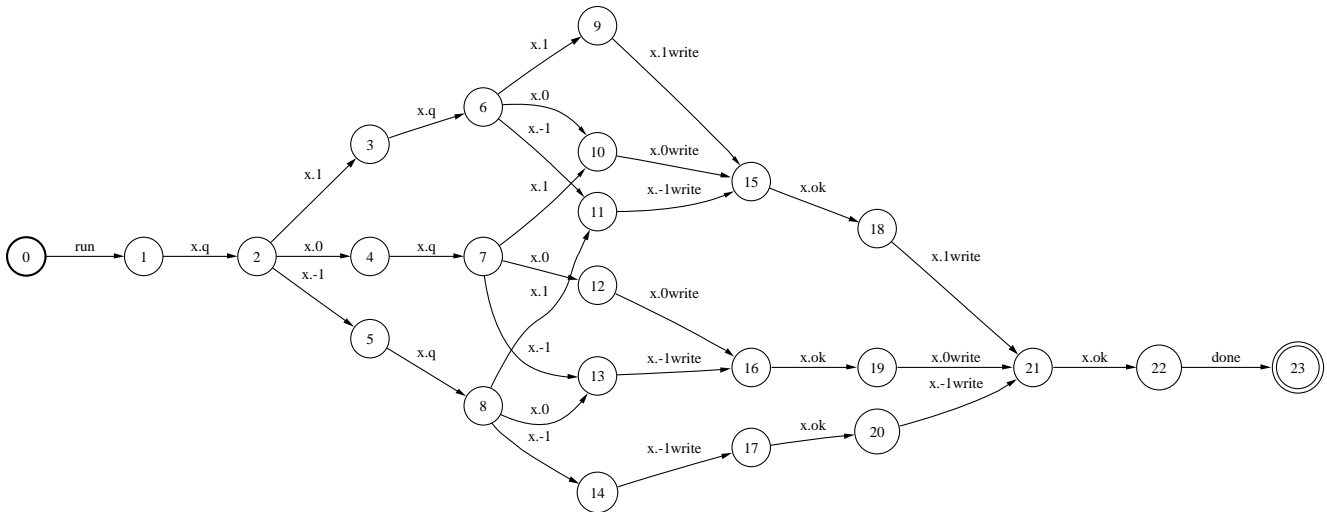 9
x.1
x.1write
6
x.q
x.0
3
x.-1
10
x.0write
15
x.1
x.1
x.-1write
x.ok
11
18
0
run
1
x.q
2
x.0
4
x.q
7
x.0
x.1write
x.-1
x.1
12
x.0write
5
x.q
x.-1
13
x.-1write
16
x.ok
19
x.0write
21
x.ok
22
done
23
x.-1write
8
x.0
x.-1
x.-1write
17
x.ok
20
14